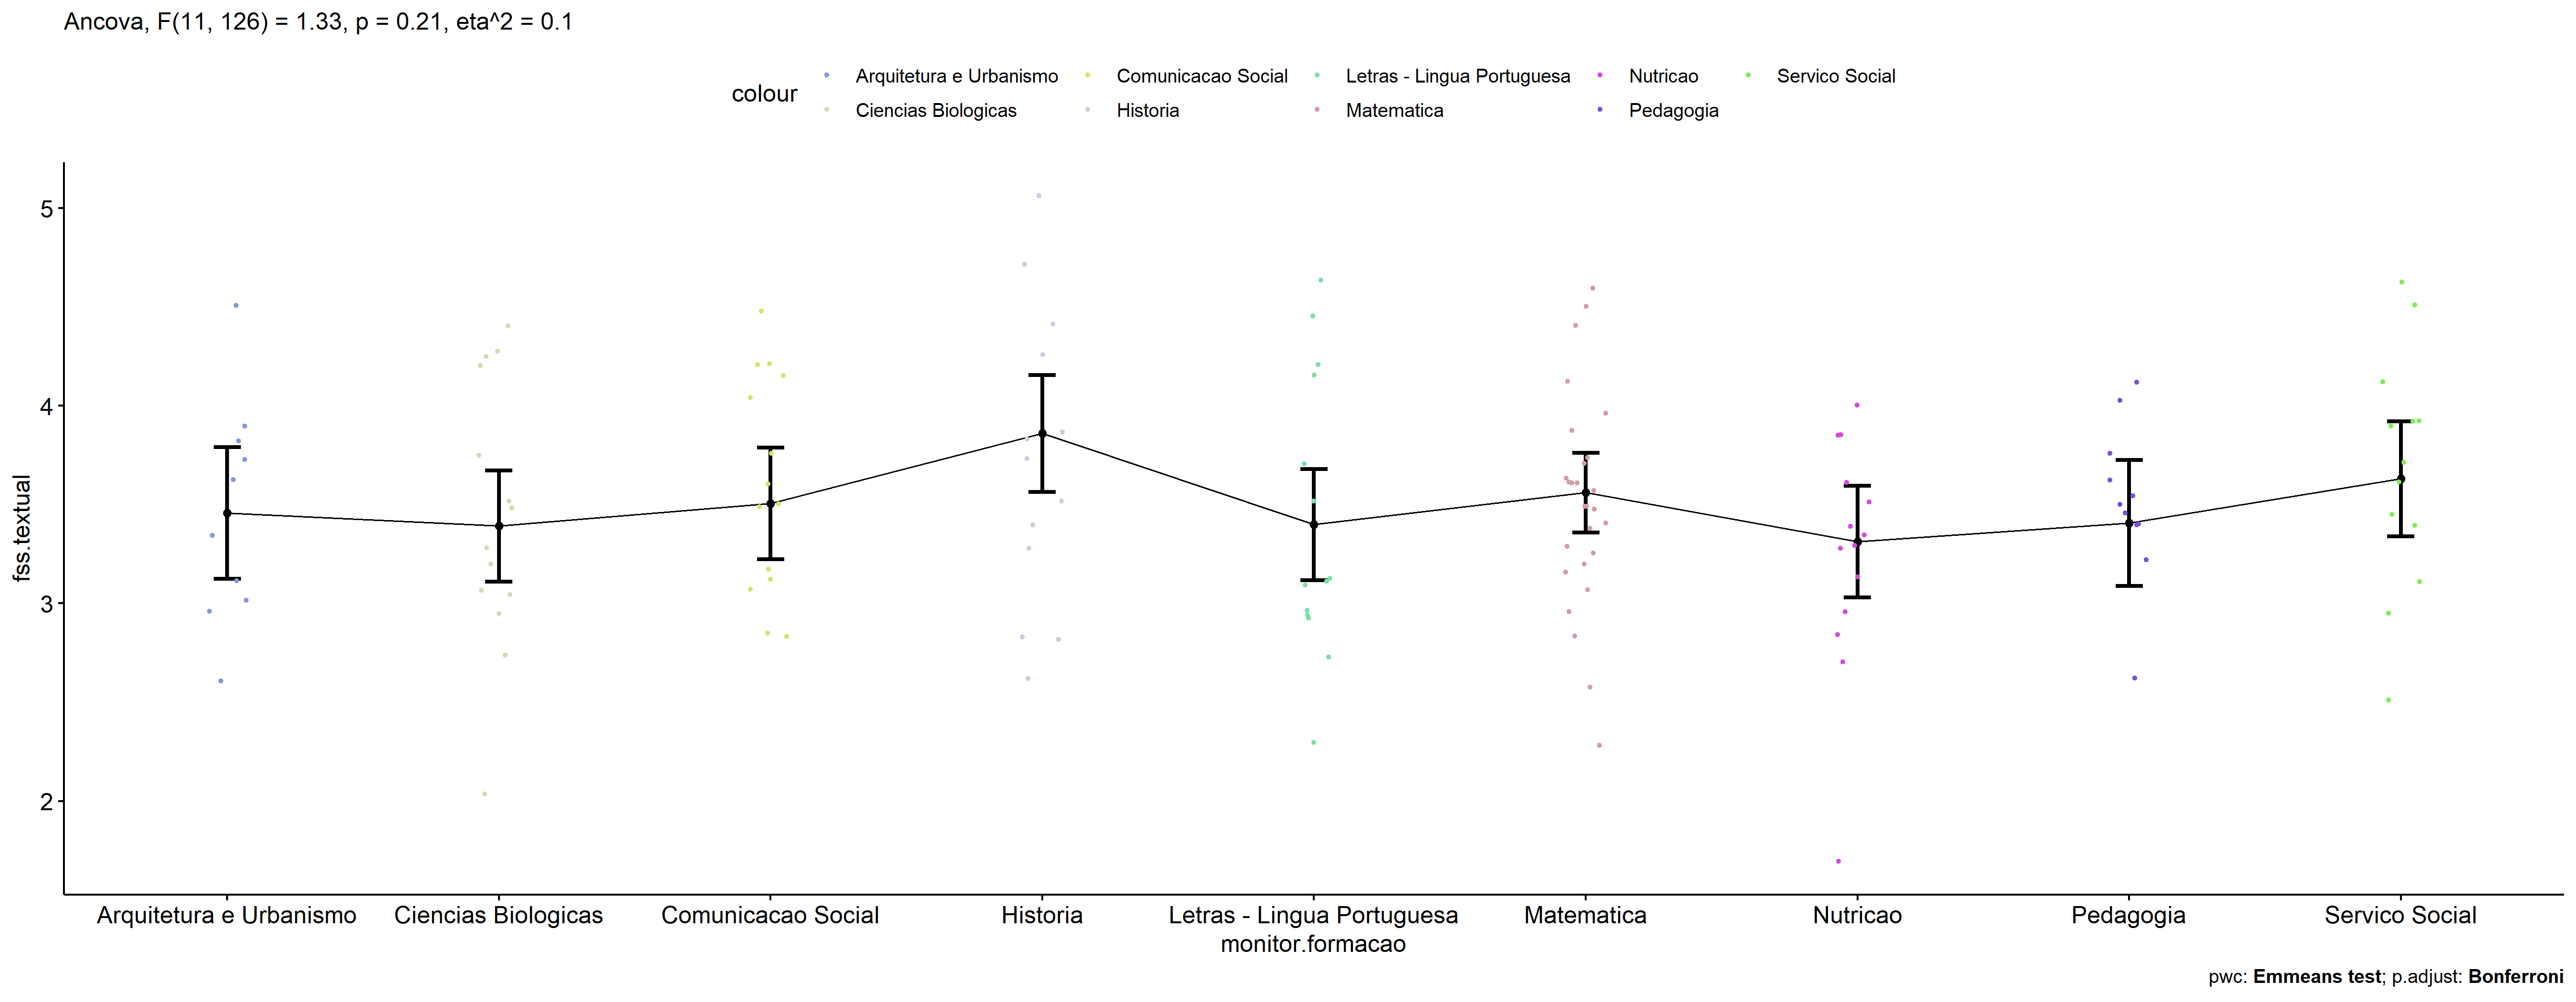 Ancova, F(11, 126) = 1.33, p = 0.21, eta^2 = 0.1
colour
Arquitetura e Urbanismo
Comunicacao Social
Letras - Lingua Portuguesa
Nutricao
Servico Social
Ciencias Biologicas
Historia
Matematica
Pedagogia
fss.textual
5
4
3
2
Arquitetura e Urbanismo
Ciencias Biologicas
Comunicacao Social
Historia
Letras - Lingua Portuguesa
Matematica
Nutricao
Pedagogia
Servico Social
monitor.formacao
pwc: Emmeans test; p.adjust: Bonferroni